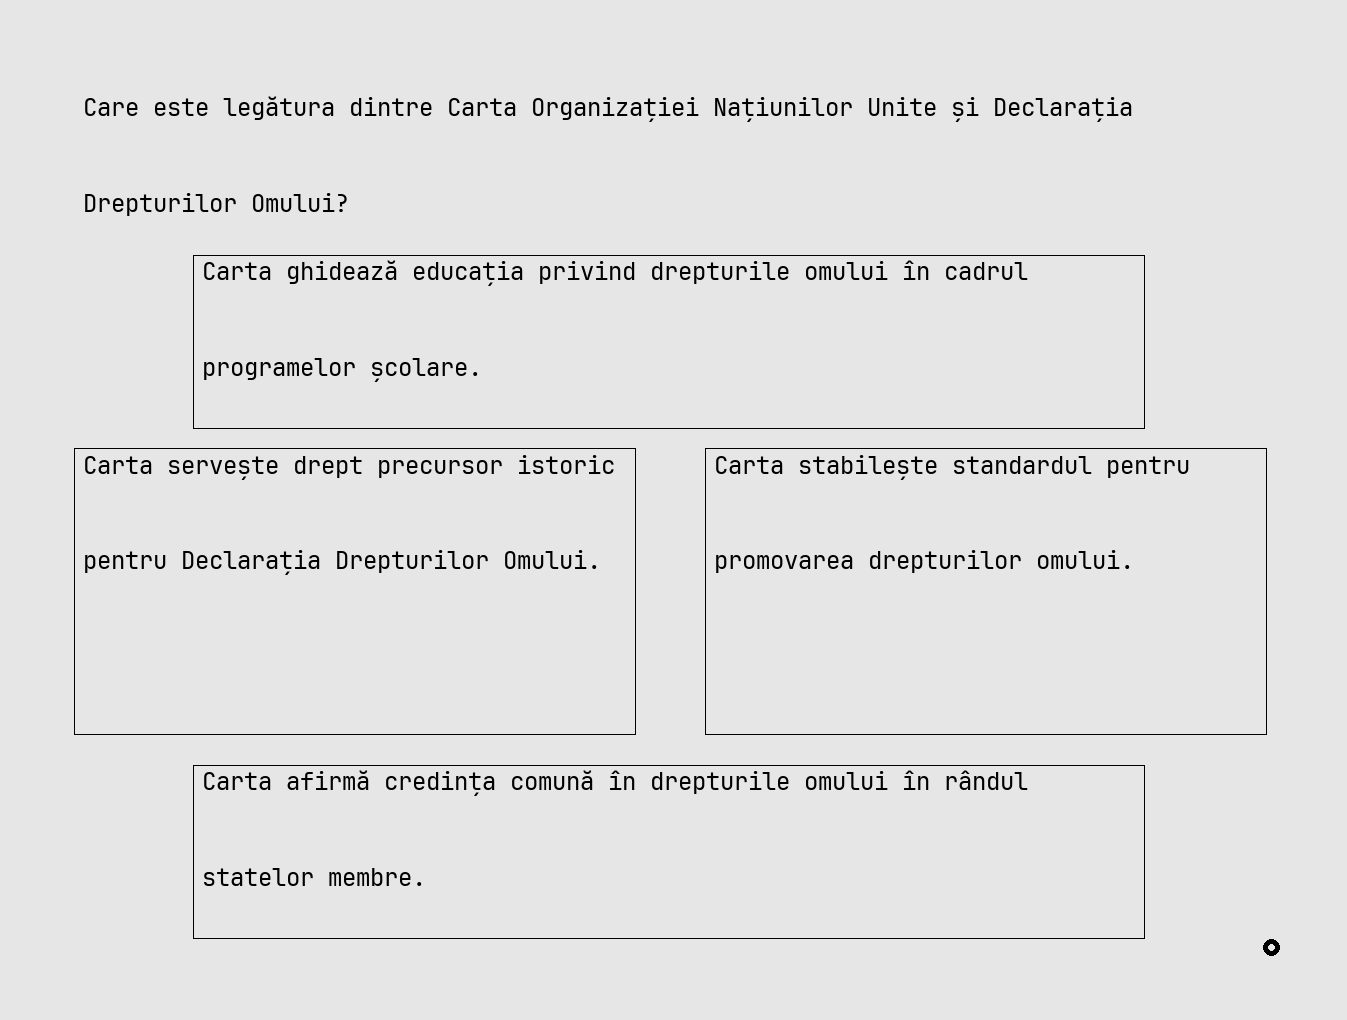 Care este legătura dintre Carta Organizației Națiunilor Unite și Declarația
Drepturilor Omului?
Carta ghidează educația privind drepturile omului în cadrul
programelor școlare.
Carta servește drept precursor istoric
pentru Declarația Drepturilor Omului.
Carta stabilește standardul pentru
promovarea drepturilor omului.
Carta afirmă credința comună în drepturile omului în rândul
statelor membre.